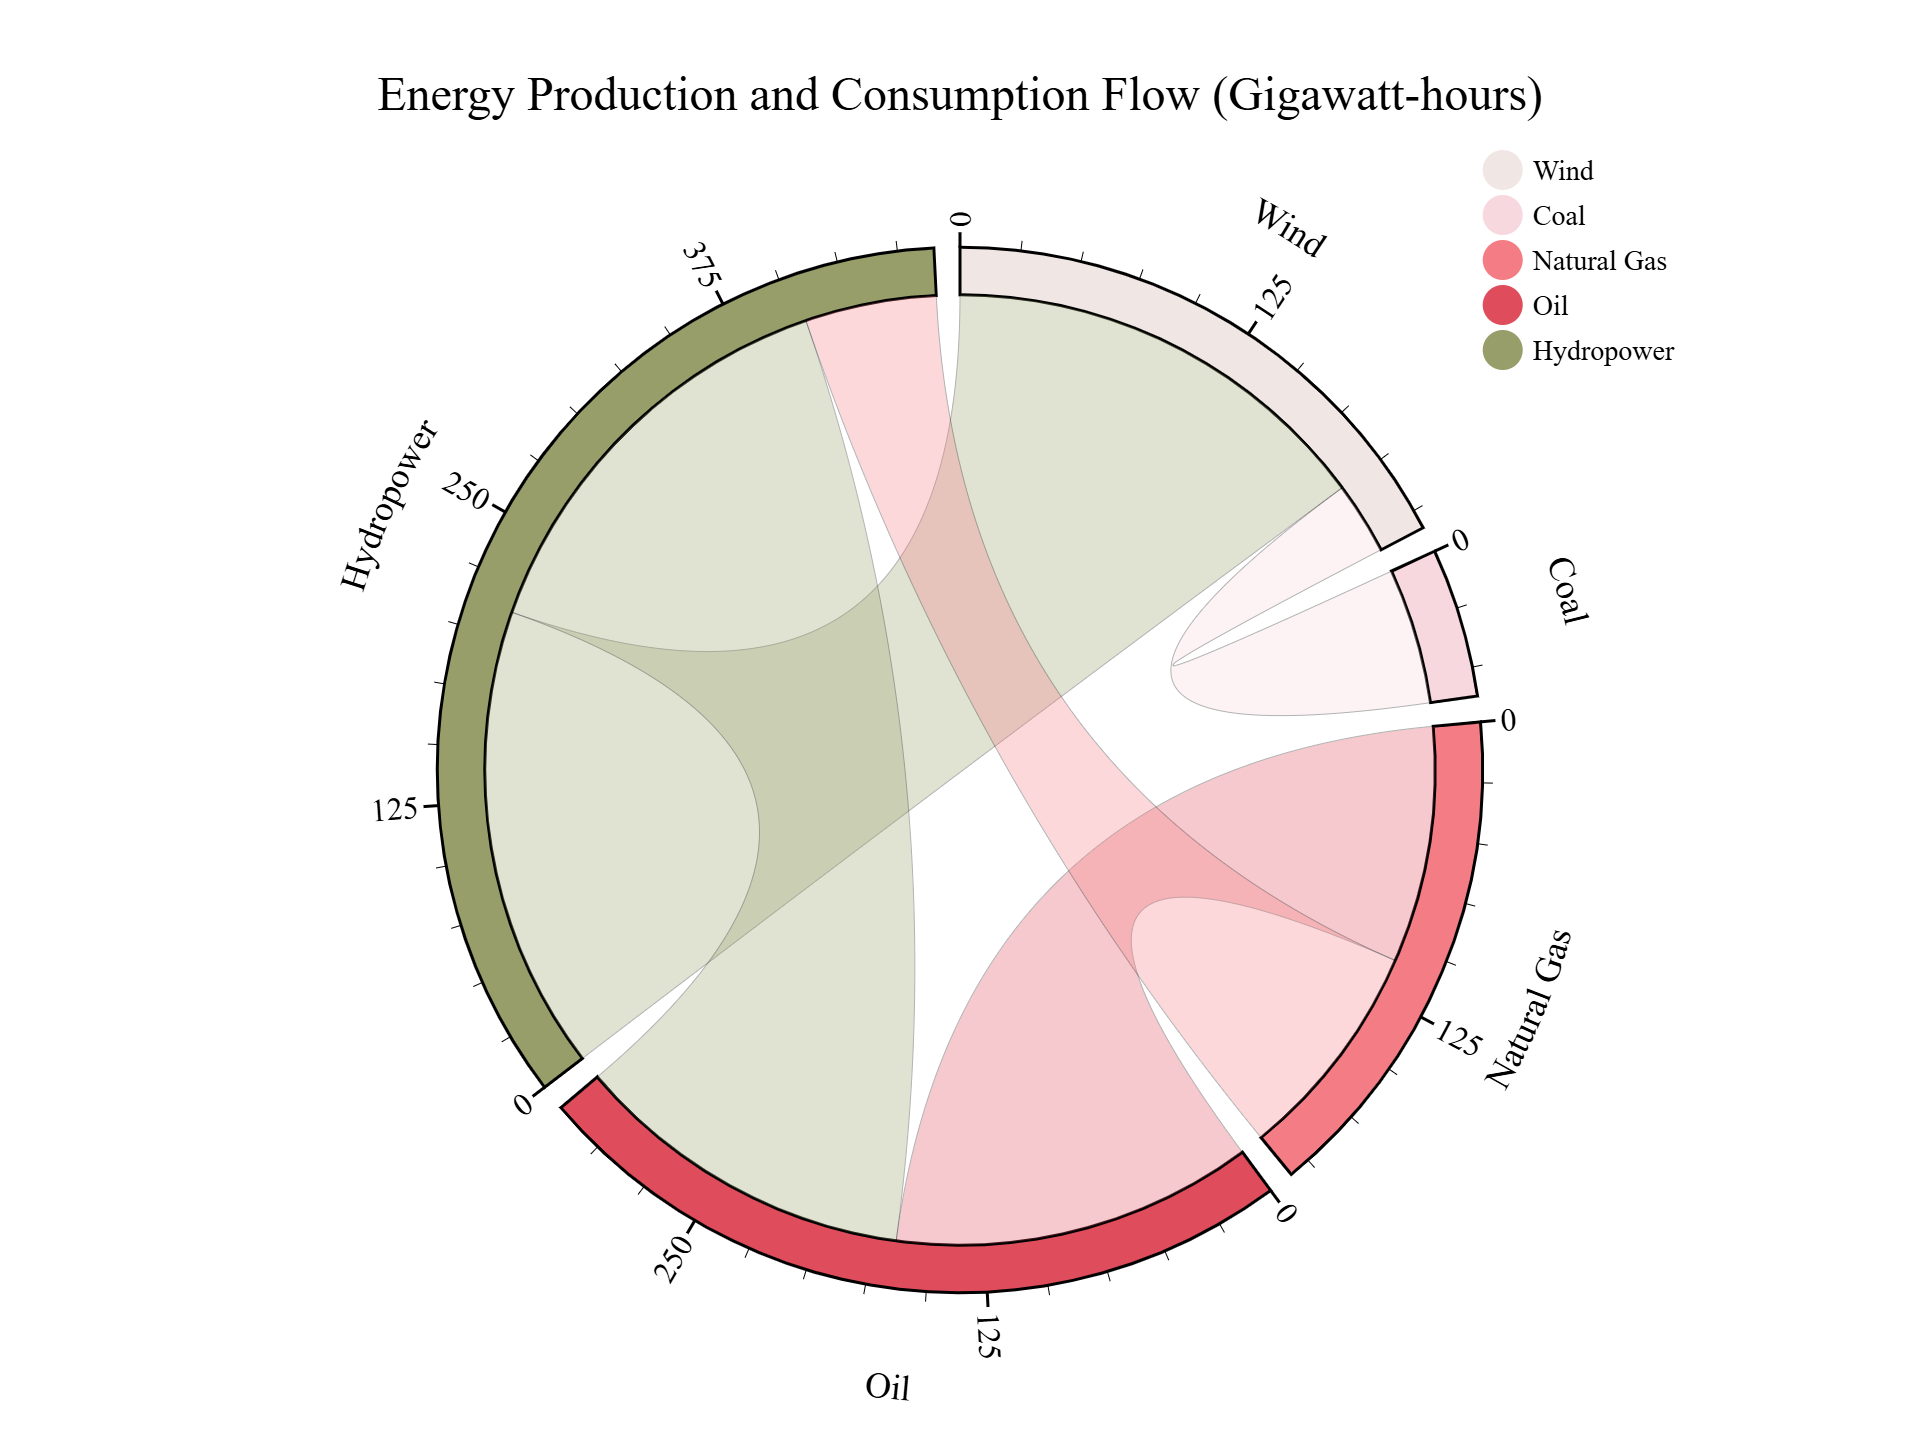 Energy Production and Consumption Flow (Gigawatt-hours)
Wind
Coal
Natural Gas
Oil
Hydropower
0
Wind
125
0
Coal
0
125
Natural Gas
0
125
250
Oil
0
125
250
375
Hydropower